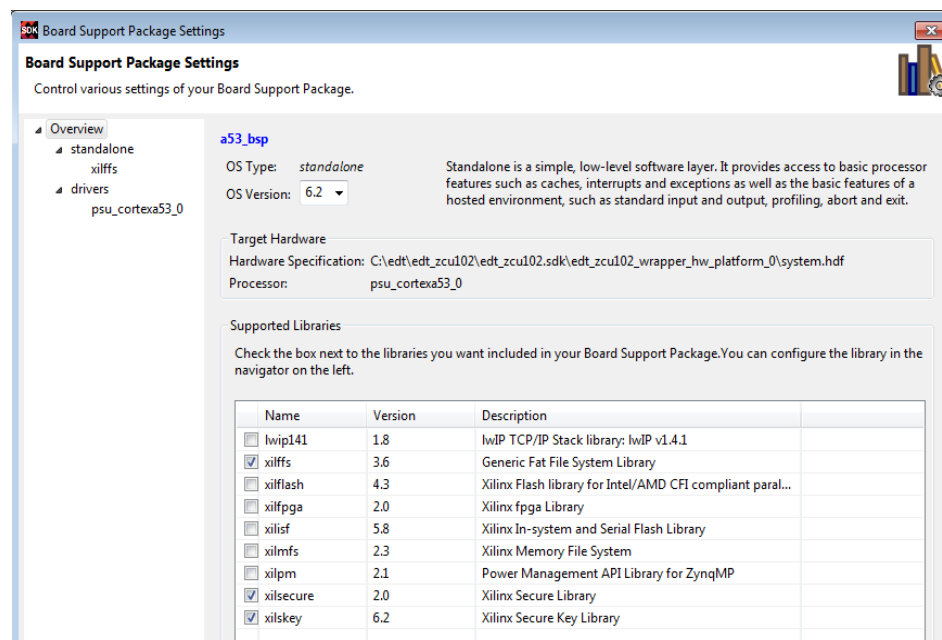 SDK Board Support Package Settings
Board Support Package Settings
Control various settings of your Board Support Package.
Overview
standalone
xilffs
drivers
psu_cortexa53_0
a53_bsp
OS Type: standalone
OS Version: 6.2
Standalone is a simple, low-level software layer. It provides access to basic processor
features such as caches, interrupts and exceptions as well as the basic features of a
hosted environment, such as standard input and output, profiling, abort and exit.
Target Hardware
Hardware Specification: C:\edt\edt_zcu102\edt_zcu102.sdk\edt_zcu102_wrapper_hw_platform_0\system.hdf
Processor: psu_cortexa53_0
Supported Libraries
Check the box next to the libraries you want included in your Board Support Package.You can configure the library in the
navigator on the left.
Name Version Description
lwip141 1.8 lwIP TCP/IP Stack library: lwIP v1.4.1
xilffs 3.6 Generic Fat File System Library
xilflash 4.3 Xilinx Flash library for Intel/AMD CFI compliant paral...
xilfpga 2.0 Xilinx fpga Library
xilisf 5.8 Xilinx In-system and Serial Flash Library
xilmfs 2.3 Xilinx Memory File System
xilpm 2.1 Power Management API Library for ZynqMP
xilsecure 2.0 Xilinx Secure Library
xilskey 6.2 Xilinx Secure Key Library